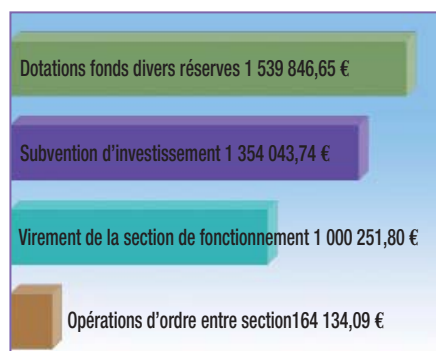 Dotations fonds divers réserves 1 539 846,65 €
Subvention d'investissement 1 354 043,74 €
Virement de la section de fonctionnement 1 000 251,80 €
Opérations d'ordre entre section164 134,09 €